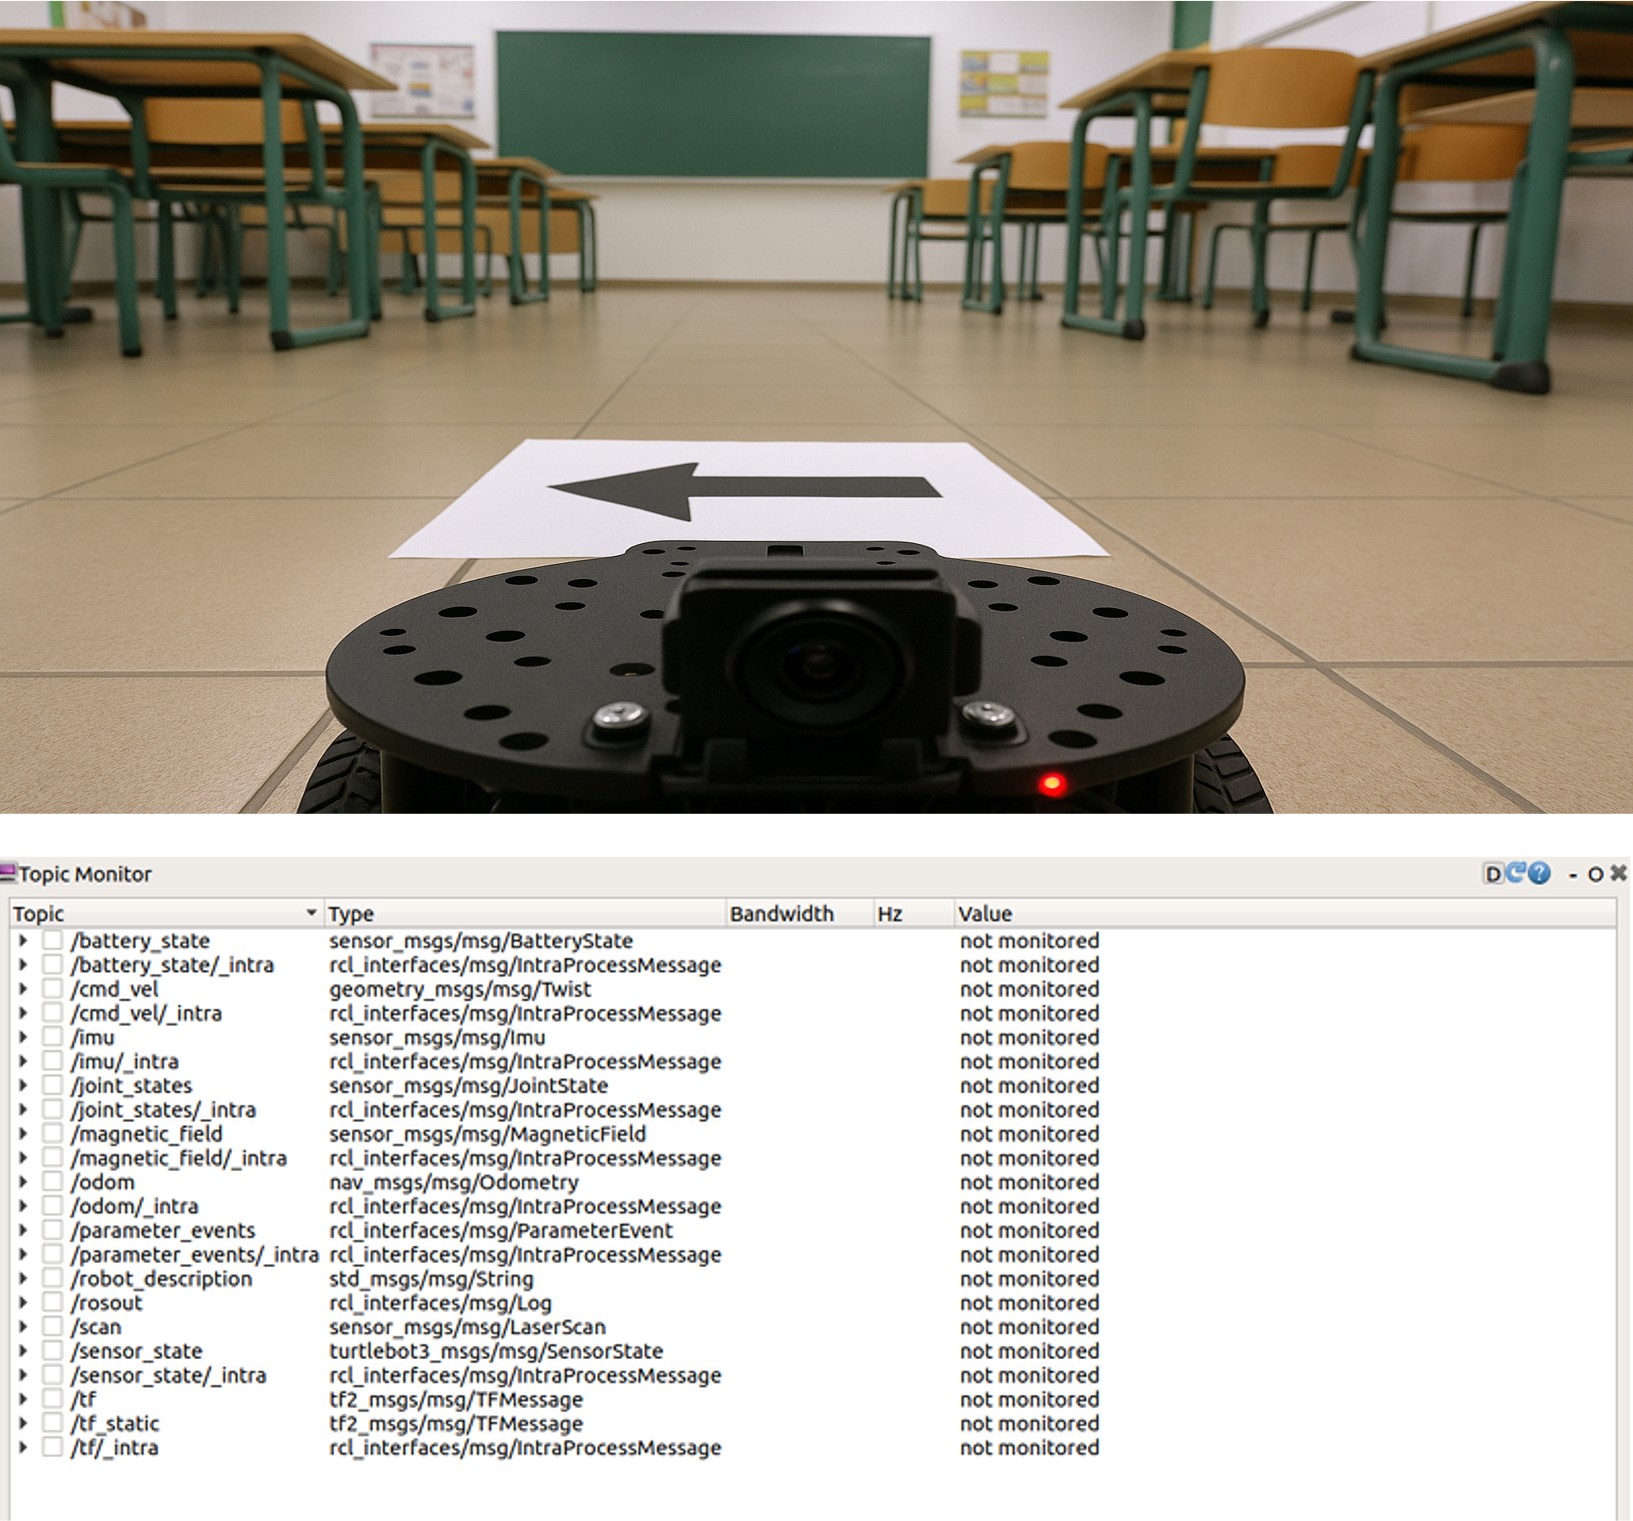 Topic Monitor
D ? - O ✖
Topic Type Bandwidth Hz Value
/battery_state sensor_msgs/msg/BatteryState not monitored
/battery_state/_intra rcl_interfaces/msg/IntraProcessMessage not monitored
/cmd_vel geometry_msgs/msg/Twist not monitored
/cmd_vel/_intra rcl_interfaces/msg/IntraProcessMessage not monitored
/imu sensor_msgs/msg/Imu not monitored
/imu/_intra rcl_interfaces/msg/IntraProcessMessage not monitored
/joint_states sensor_msgs/msg/JointState not monitored
/joint_states/_intra rcl_interfaces/msg/IntraProcessMessage not monitored
/magnetic_field sensor_msgs/msg/MagneticField not monitored
/magnetic_field/_intra rcl_interfaces/msg/IntraProcessMessage not monitored
/odom nav_msgs/msg/Odometry not monitored
/odom/_intra rcl_interfaces/msg/IntraProcessMessage not monitored
/parameter_events rcl_interfaces/msg/ParameterEvent not monitored
/parameter_events/_intra rcl_interfaces/msg/IntraProcessMessage not monitored
/robot_description std_msgs/msg/String not monitored
/rosout rcl_interfaces/msg/Log not monitored
/scan sensor_msgs/msg/LaserScan not monitored
/sensor_state turtlebot3_msgs/msg/SensorState not monitored
/sensor_state/_intra rcl_interfaces/msg/IntraProcessMessage not monitored
/tf tf2_msgs/msg/TFMessage not monitored
/tf_static tf2_msgs/msg/TFMessage not monitored
/tf/_intra rcl_interfaces/msg/IntraProcessMessage not monitored